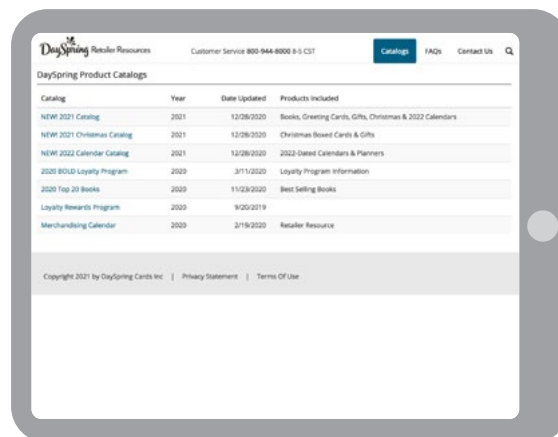 DaySpring Retailer Resources Customer Service 800-944-8000 8-5 CST Catalogs FAQs Contact Us
DaySpring Product Catalogs
Catalog Year Date Updated Products Included
NEW! 2021 Catalog 2021 12/28/2020 Books, Greeting Cards, Gifts, Christmas & 2022 Calendars
NEW! 2021 Christmas Catalog 2021 12/28/2020 Christmas Boxed Cards & Gifts
NEW! 2022 Calendar Catalog 2021 12/28/2020 2022-Dated Calendars & Planners
2020 BOLD Loyalty Program 2020 3/11/2020 Loyalty Program Information
2020 Top 20 Books 2020 11/23/2020 Best Selling Books
Loyalty Rewards Program 2020 9/20/2019
Merchandising Calendar 2020 2/19/2020 Retailer Resource
Copyright 2021 by DaySpring Cards Inc | Privacy Statement | Terms Of Use